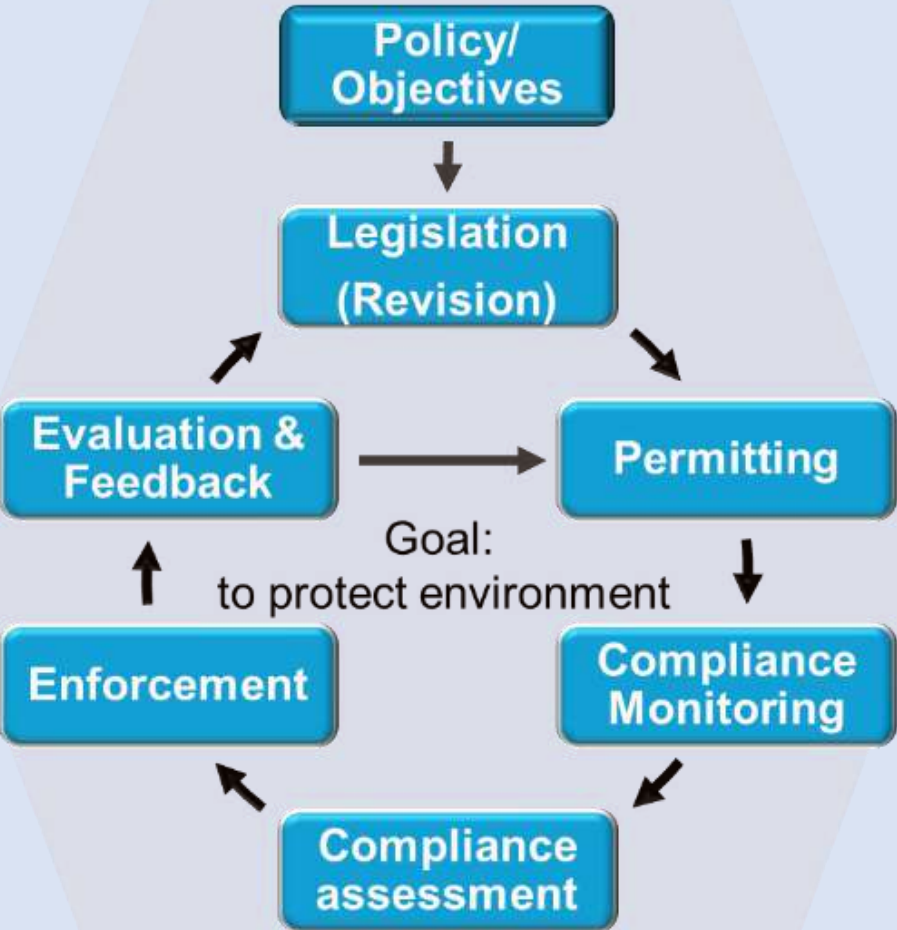 Policy/
Objectives
Legislation
(Revision)
Evaluation &
Feedback
Permitting
Goal:
to protect environment
Enforcement
Compliance
Monitoring
Compliance
assessment